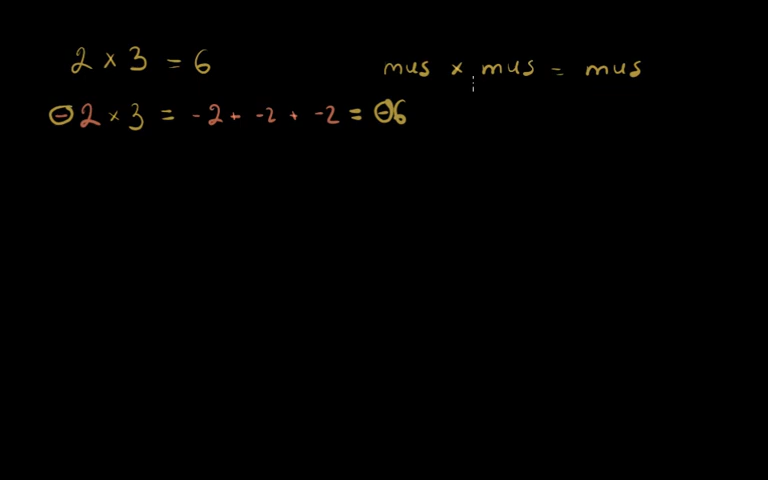 2 × 3 = 6
mus × mus = mus
-2 × 3 = -2 + -2 + -2 = -6